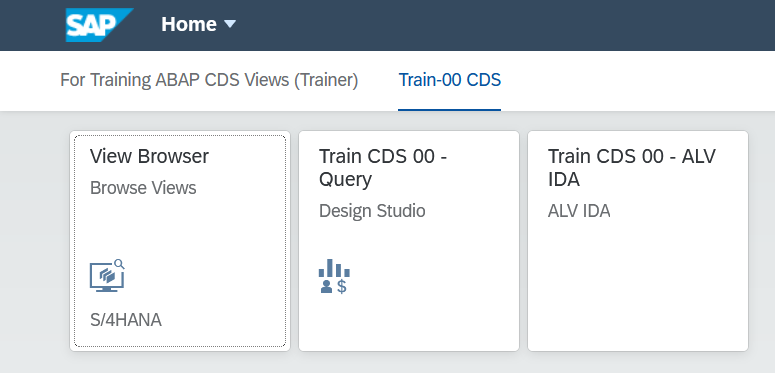 SAP Home
For Training ABAP CDS Views (Trainer) Train-00 CDS
View Browser
Browse Views
S/4HANA
Train CDS 00 -
Query
Design Studio
$
Train CDS 00 - ALV
IDA
ALV IDA